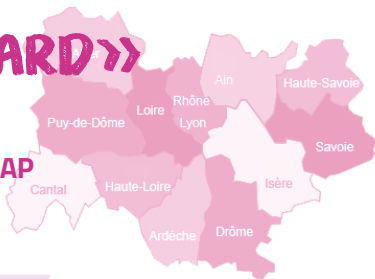 ARD»
Ain
Haute-Savoie
Loire
Rhône
Lyon
Puy-de-Dôme
Savoie
AP
Cantal
Haute-Loire
Isère
Ardèche
Drôme